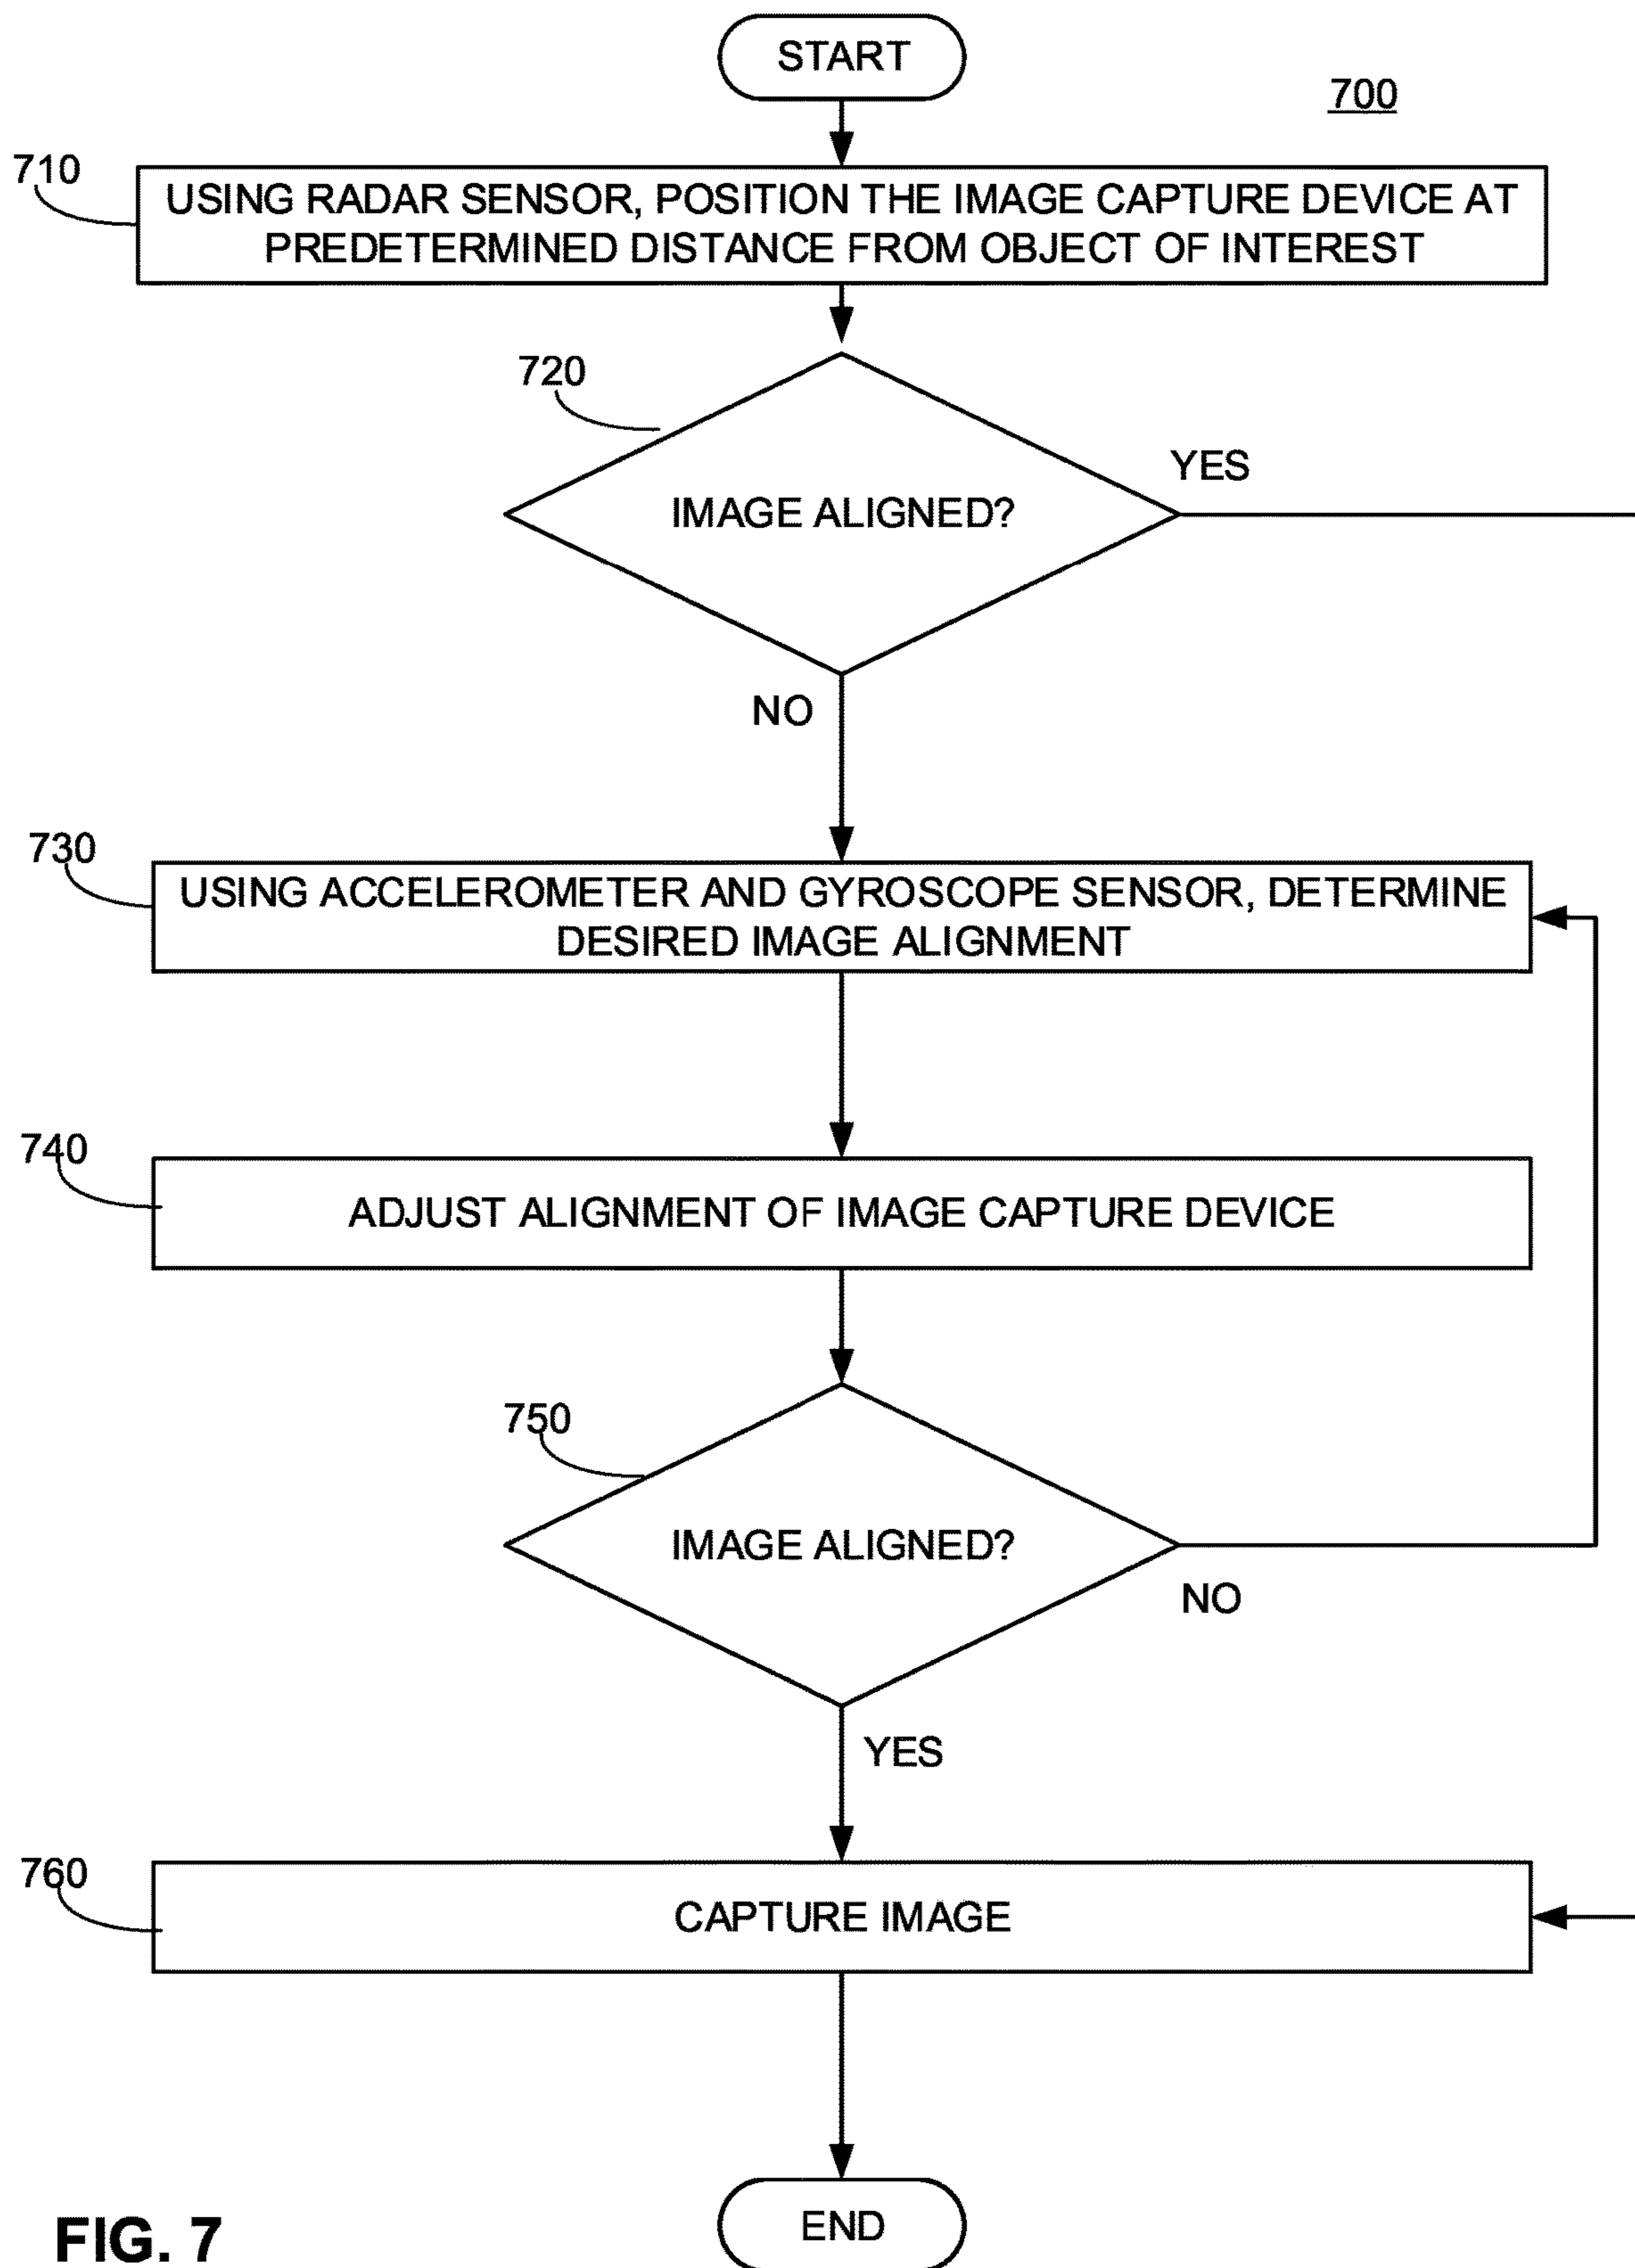 START
700
710
USING RADAR SENSOR, POSITION THE IMAGE CAPTURE DEVICE AT
PREDETERMINED DISTANCE FROM OBJECT OF INTEREST
720
YES
IMAGE ALIGNED?
NO
730
USING ACCELEROMETER AND GYROSCOPE SENSOR, DETERMINE
DESIRED IMAGE ALIGNMENT
740
ADJUST ALIGNMENT OF IMAGE CAPTURE DEVICE
750
IMAGE ALIGNED?
NO
YES
760
CAPTURE IMAGE
END
FIG. 7